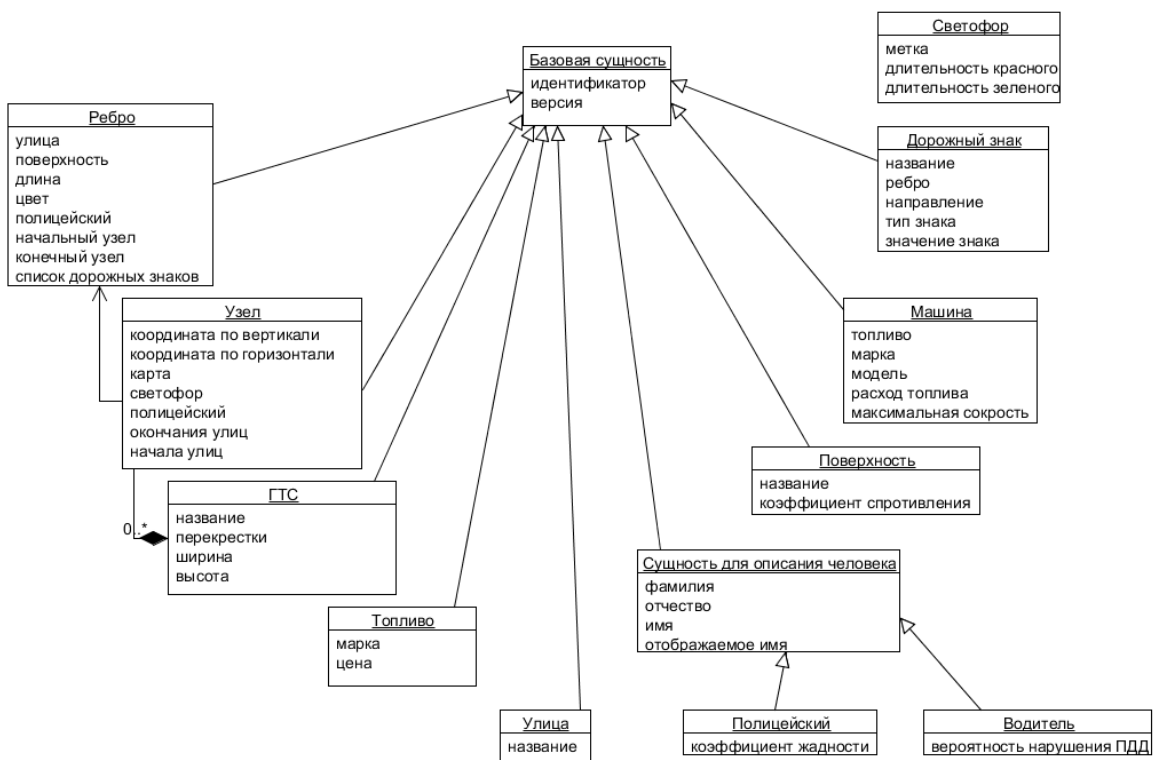 Светофор
метка
длительность красного
длительность зеленого
Базовая сущность
идентификатор
версия
Ребро
улица
поверхность
длина
цвет
полицейский
начальный узел
конечный узел
список дорожных знаков
Дорожный знак
название
ребро
направление
тип знака
значение знака
Узел
координата по вертикали
координата по горизонтали
карта
светофор
полицейский
окончания улиц
начала улиц
Машина
топливо
марка
модель
расход топлива
максимальная сокрость
Поверхность
название
коэффициент спротивления
ГТС
название
перекрестки
ширина
высота
0..*
Сущность для описания человека
фамилия
отчество
имя
отображаемое имя
Топливо
марка
цена
Улица
название
Полицейский
коэффициент жадности
Водитель
вероятность нарушения ПДД